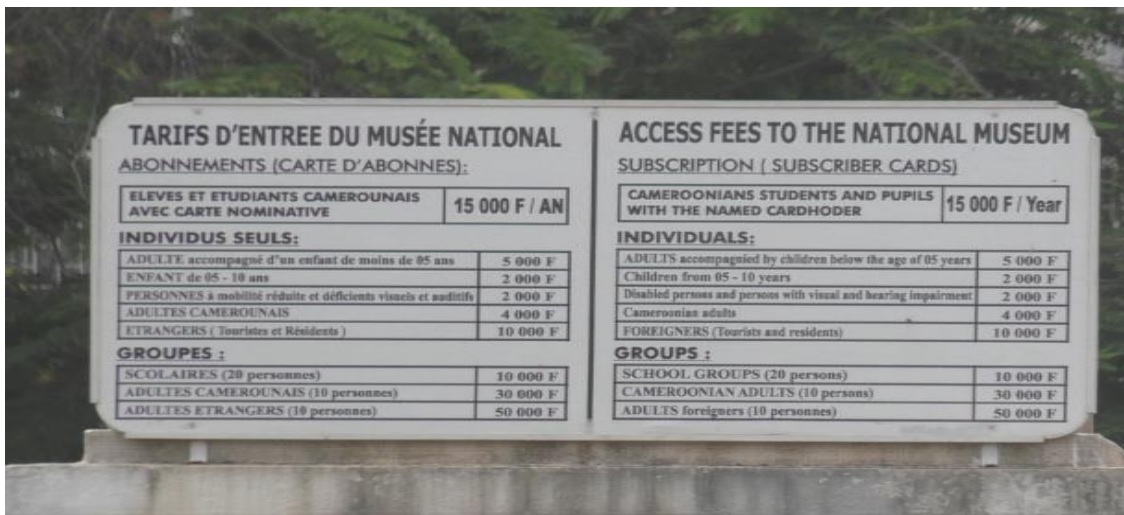 TARIFS D'ENTREE DU MUSÉE NATIONAL
ABONNEMENTS (CARTE D'ABONNES):
ELEVES ET ETUDIANTS CAMEROUNAIS
AVEC CARTE NOMINATIVE
15 000 F / AN
INDIVIDUS SEULS:
ADULTE accompagné d'un enfant de moins de 05 ans 5 000 F
ENFANT de 05 - 10 ans 2 000 F
PERSONNES à mobilité réduite et déficients visuels et auditifs 2 000 F
ADULTES CAMEROUNAIS 4 000 F
ETRANGERS ( Touristes et Résidents ) 10 000 F
GROUPES :
SCOLAIRES (20 personnes) 10 000 F
ADULTES CAMEROUNAIS (10 personnes) 30 000 F
ADULTES ETRANGERS (10 personnes) 50 000 F
ACCESS FEES TO THE NATIONAL MUSEUM
SUBSCRIPTION ( SUBSCRIBER CARDS)
CAMEROONIANS STUDENTS AND PUPILS
WITH THE NAMED CARDHODER
15 000 F / Year
INDIVIDUALS:
ADULTS accompagnied by children below the age of 05 years 5 000 F
Children from 05 - 10 years 2 000 F
Disabled persons and persons with visual and hearing impairment 2 000 F
Cameroonian adults 4 000 F
FOREIGNERS (Tourists and residents) 10 000 F
GROUPS :
SCHOOL GROUPS (20 persons) 10 000 F
CAMEROONIAN ADULTS (10 persons) 30 000 F
ADULTS foreigners (10 personnes) 50 000 F